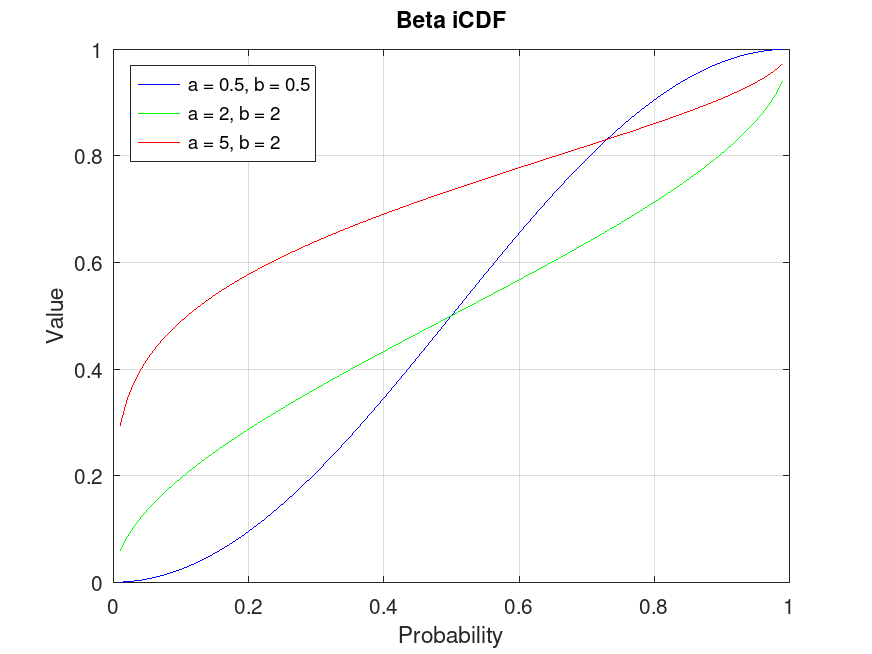 Beta iCDF
a = 0.5, b = 0.5
a = 2, b = 2
a = 5, b = 2
Value
1
0.8
0.6
0.4
0.2
0
0 0.2 0.4 0.6 0.8 1
Probability